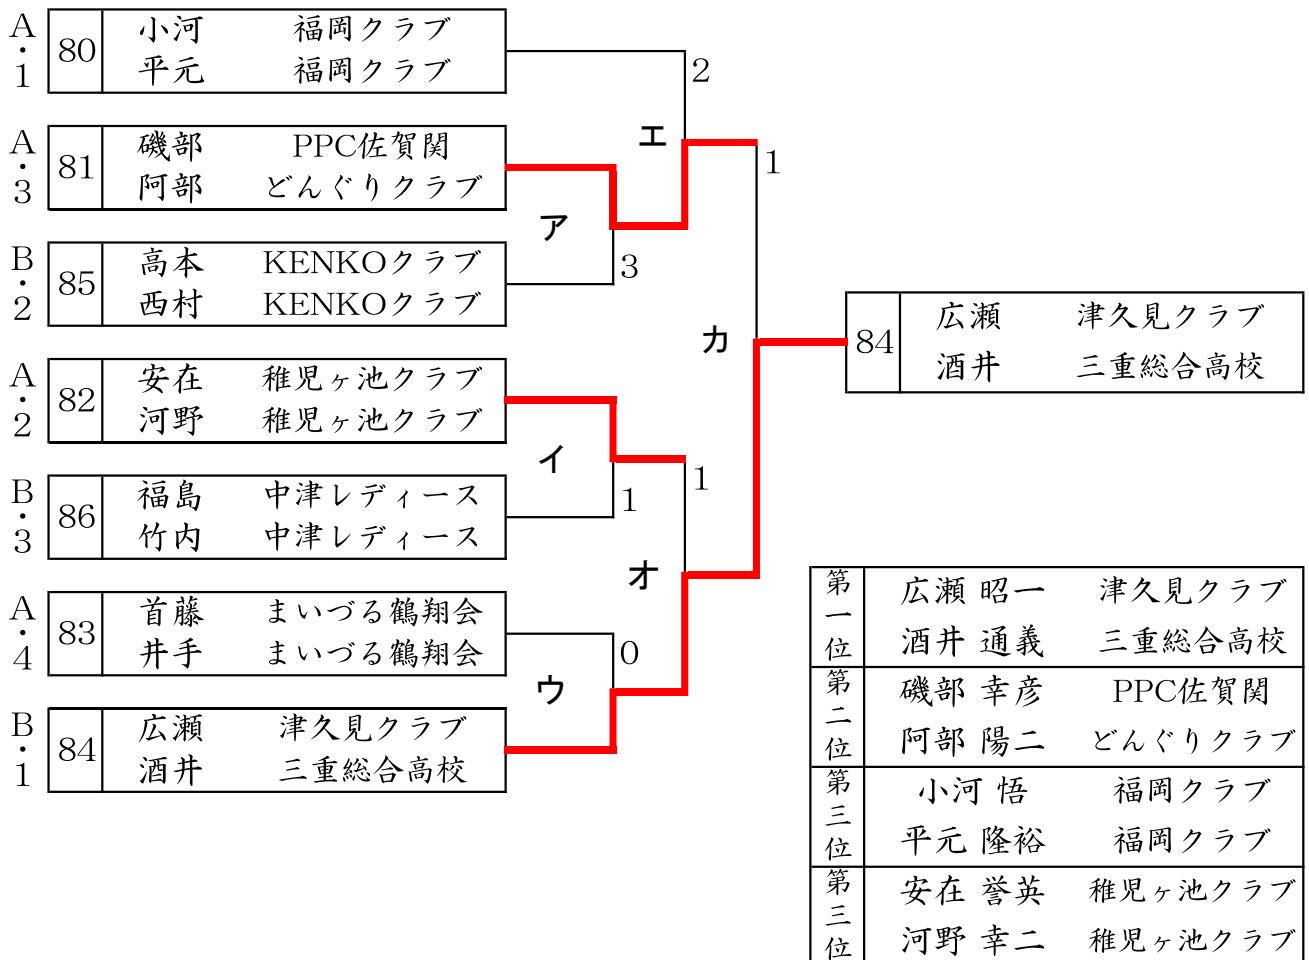 A・1 80 小河 福岡クラブ
平元 福岡クラブ
2
エ
A・3 81 磯部 PPC佐賀関
阿部 どんぐりクラブ
1
ア
B・2 85 高本 KENKOクラブ
西村 KENKOクラブ
3
カ
84 広瀬 津久見クラブ
酒井 三重総合高校
A・2 82 安在 稚児ヶ池クラブ
河野 稚児ヶ池クラブ
イ
1
B・3 86 福島 中津レディース
竹内 中津レディース
1
オ
A・4 83 首藤 まいづる鶴翔会
井手 まいづる鶴翔会
0
ウ
B・1 84 広瀬 津久見クラブ
酒井 三重総合高校
第一位 広瀬 昭一 津久見クラブ
酒井 通義 三重総合高校
第二位 磯部 幸彦 PPC佐賀関
阿部 陽二 どんぐりクラブ
第三位 小河 悟 福岡クラブ
平元 隆裕 福岡クラブ
第三位 安在 誉英 稚児ヶ池クラブ
河野 幸二 稚児ヶ池クラブ